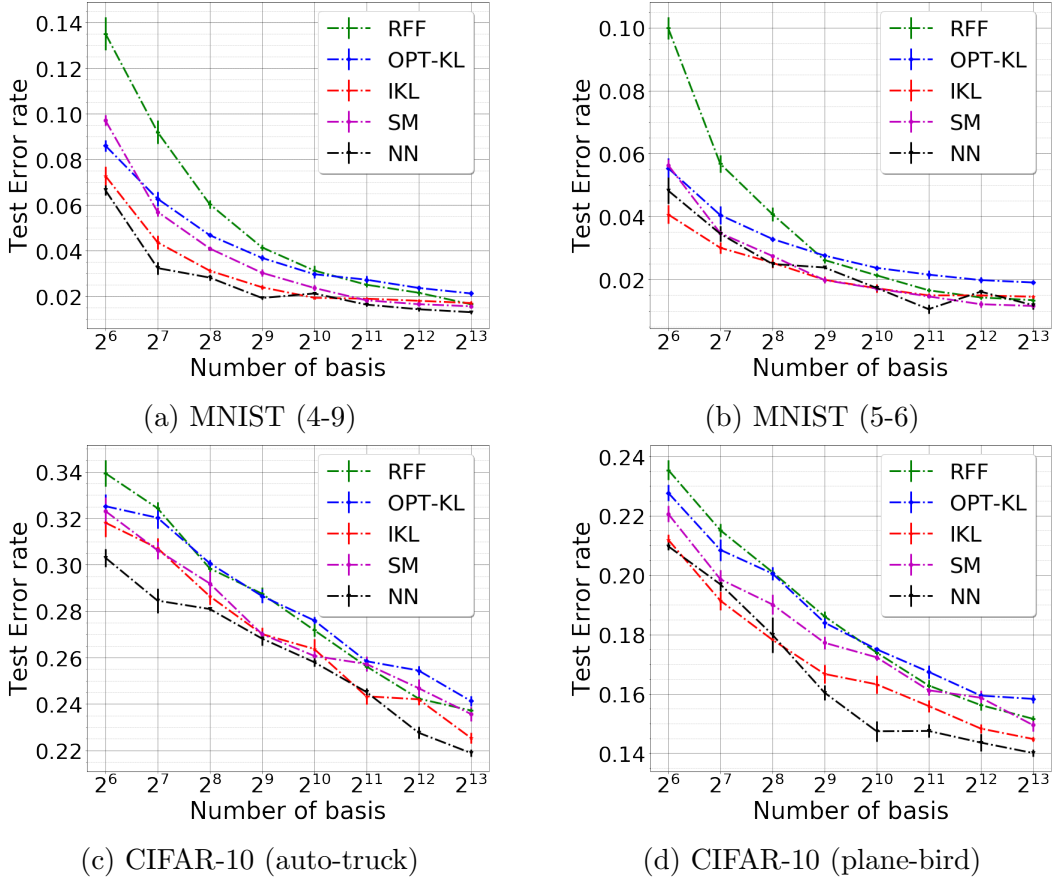 0.14
0.12
0.10
0.08
0.06
0.04
0.02
Test Error rate
RFF
OPT-KL
IKL
SM
NN
2^6 2^7 2^8 2^9 2^10 2^11 2^12 2^13
Number of basis
(a) MNIST (4-9)
0.10
0.08
0.06
0.04
0.02
Test Error rate
RFF
OPT-KL
IKL
SM
NN
2^6 2^7 2^8 2^9 2^10 2^11 2^12 2^13
Number of basis
(b) MNIST (5-6)
0.34
0.32
0.30
0.28
0.26
0.24
0.22
Test Error rate
RFF
OPT-KL
IKL
SM
NN
2^6 2^7 2^8 2^9 2^10 2^11 2^12 2^13
Number of basis
(c) CIFAR-10 (auto-truck)
0.24
0.22
0.20
0.18
0.16
0.14
Test Error rate
RFF
OPT-KL
IKL
SM
NN
2^6 2^7 2^8 2^9 2^10 2^11 2^12 2^13
Number of basis
(d) CIFAR-10 (plane-bird)